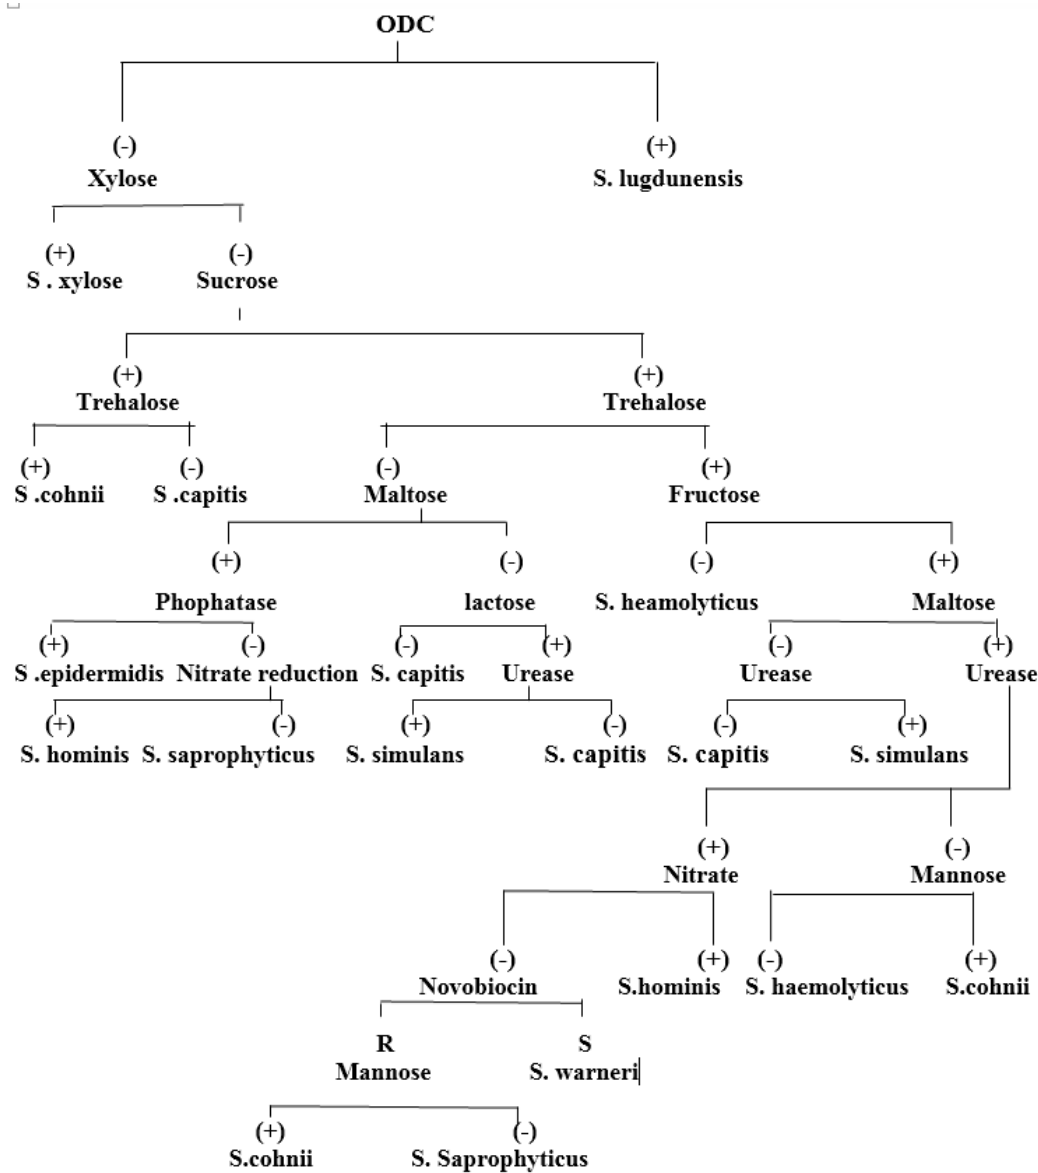 ODC
(-) (+)
Xylose S. lugdunensis
(+) (-)
S . xylose Sucrose
(+) (+)
Trehalose Trehalose
(+) (-) (-) (+)
S .cohnii S .capitis Maltose Fructose
(+) (-) (-) (+)
Phophatase lactose S. heamolyticus Maltose
(+) (-) (-) (+) (-) (+)
S .epidermidis Nitrate reduction S. capitis Urease Urease Urease
(+) (-) (+) (-) (-) (+)
S. hominis S. saprophyticus S. simulans S. capitis S. capitis S. simulans
(+) (-)
Nitrate Mannose
(-) (+) (-) (+)
Novobiocin S.hominis S. haemolyticus S.cohnii
R S
Mannose S. warneri
(+) (-)
S.cohnii S. Saprophyticus